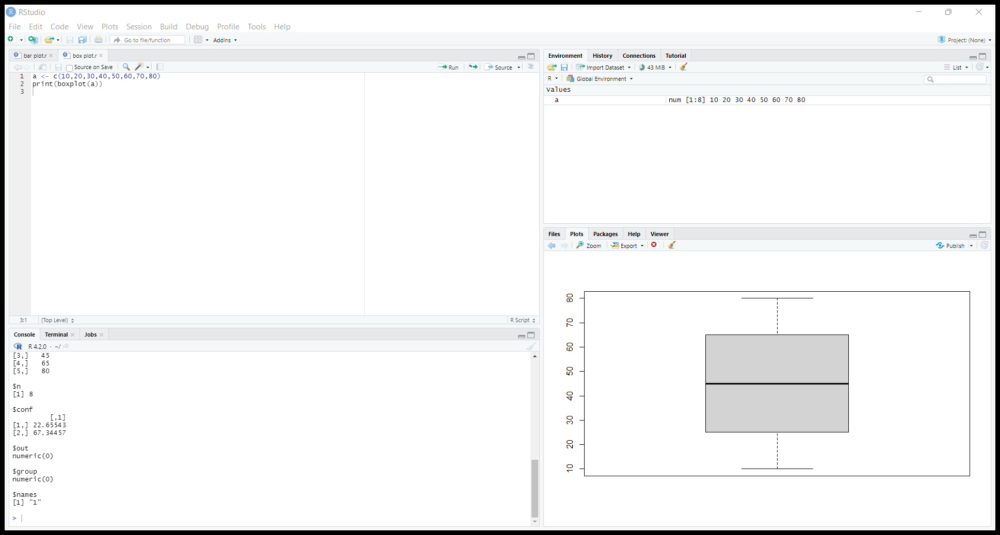 R RStudio
File Edit Code View Plots Session Build Debug Profile Tools Help
Go to file/function Addins Project: (None)
bar plot.r box plot.r
Source on Save Run Source
1 a <- c(10,20,30,40,50,60,70,80)
2 print(boxplot(a))
3
3:1 (Top Level) R Script
Console Terminal Jobs
R R 4.2.0 · ~/
[3,] 45
[4,] 65
[5,] 80
$n
[1] 8
$conf
[,1]
[1,] 22.65543
[2,] 67.34457
$out
numeric(0)
$group
numeric(0)
$names
[1] "1"
>
Environment History Connections Tutorial
Import Dataset 43 MiB List
R Global Environment
Values
a num [1:8] 10 20 30 40 50 60 70 80
Files Plots Packages Help Viewer
Zoom Export Publish
80
70
60
50
40
30
20
10